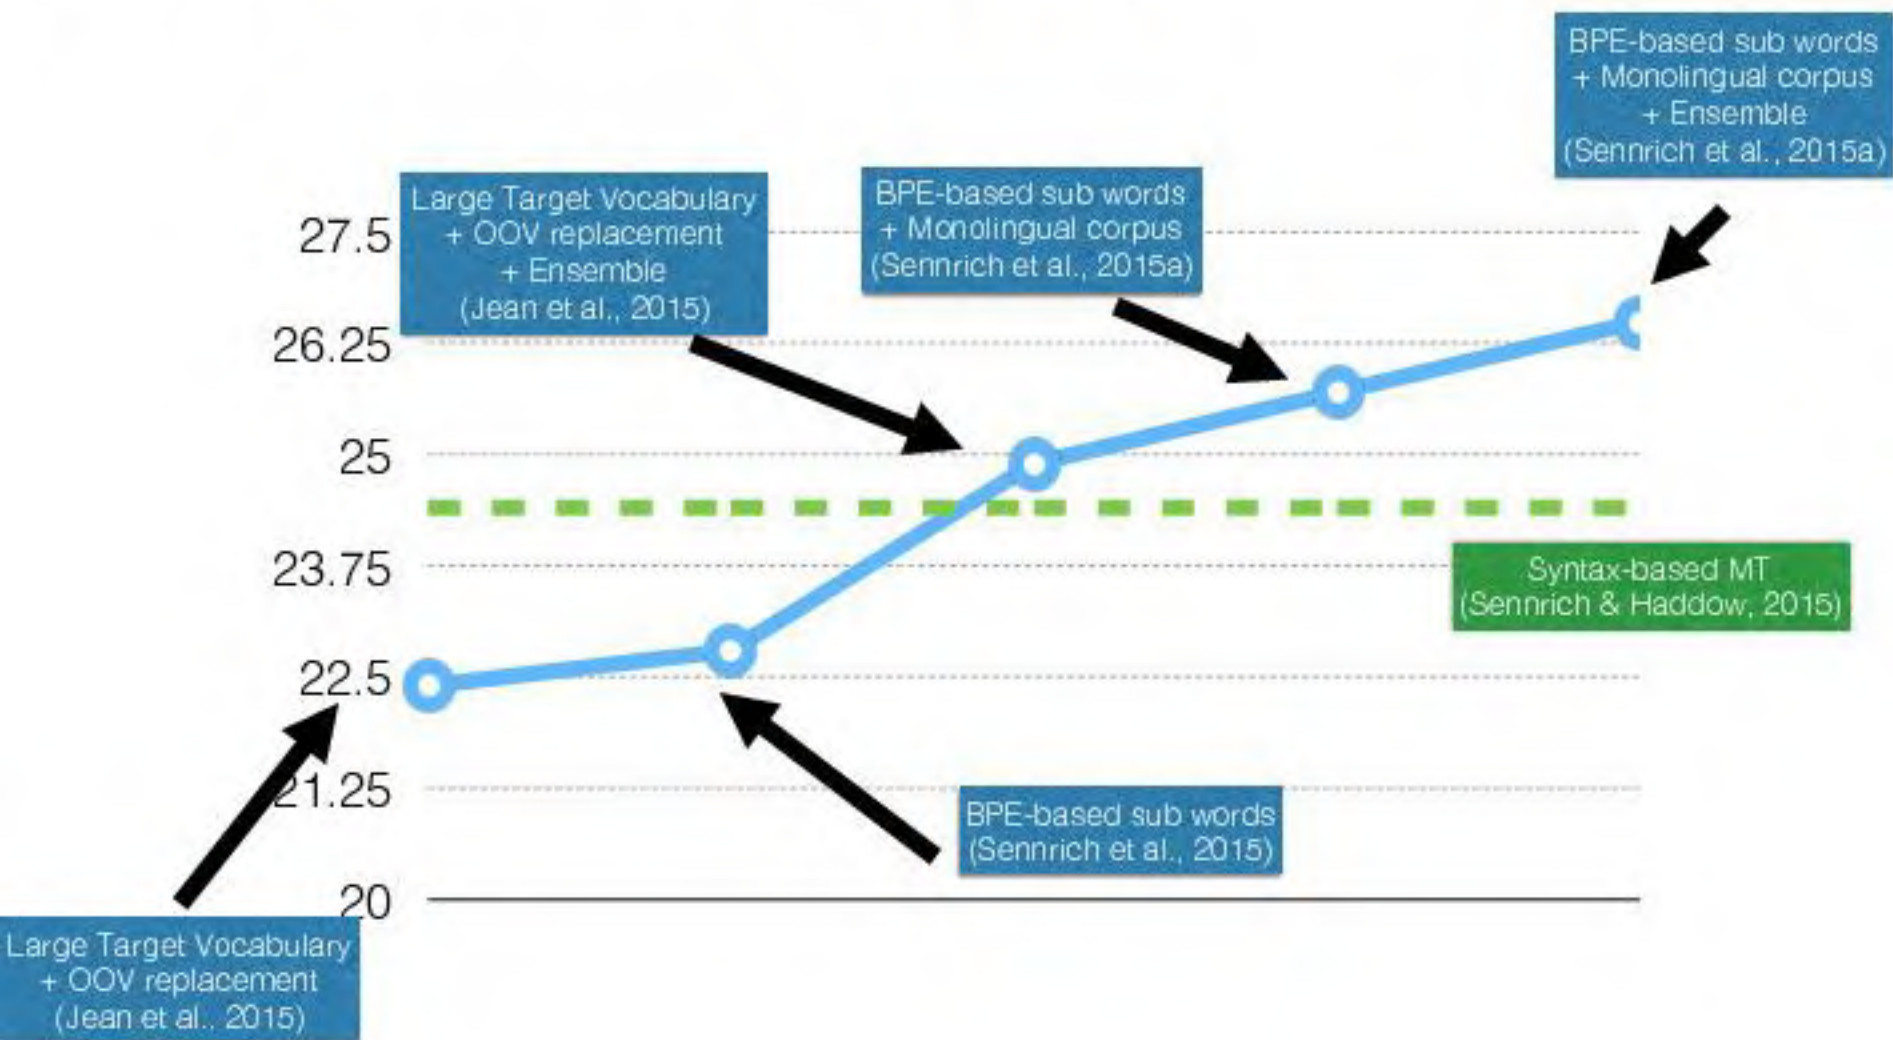 BPE-based sub words
+ Monolingual corpus
+ Ensemble
(Sennrich et al., 2015a)
Large Target Vocabulary
+ OOV replacement
+ Ensemble
(Jean et al., 2015)
BPE-based sub words
+ Monolingual corpus
(Sennrich et al., 2015a)
27.5
26.25
25
23.75
22.5
21.25
20
Syntax-based MT
(Sennrich & Haddow, 2015)
BPE-based sub words
(Sennrich et al., 2015)
Large Target Vocabulary
+ OOV replacement
(Jean et al., 2015)